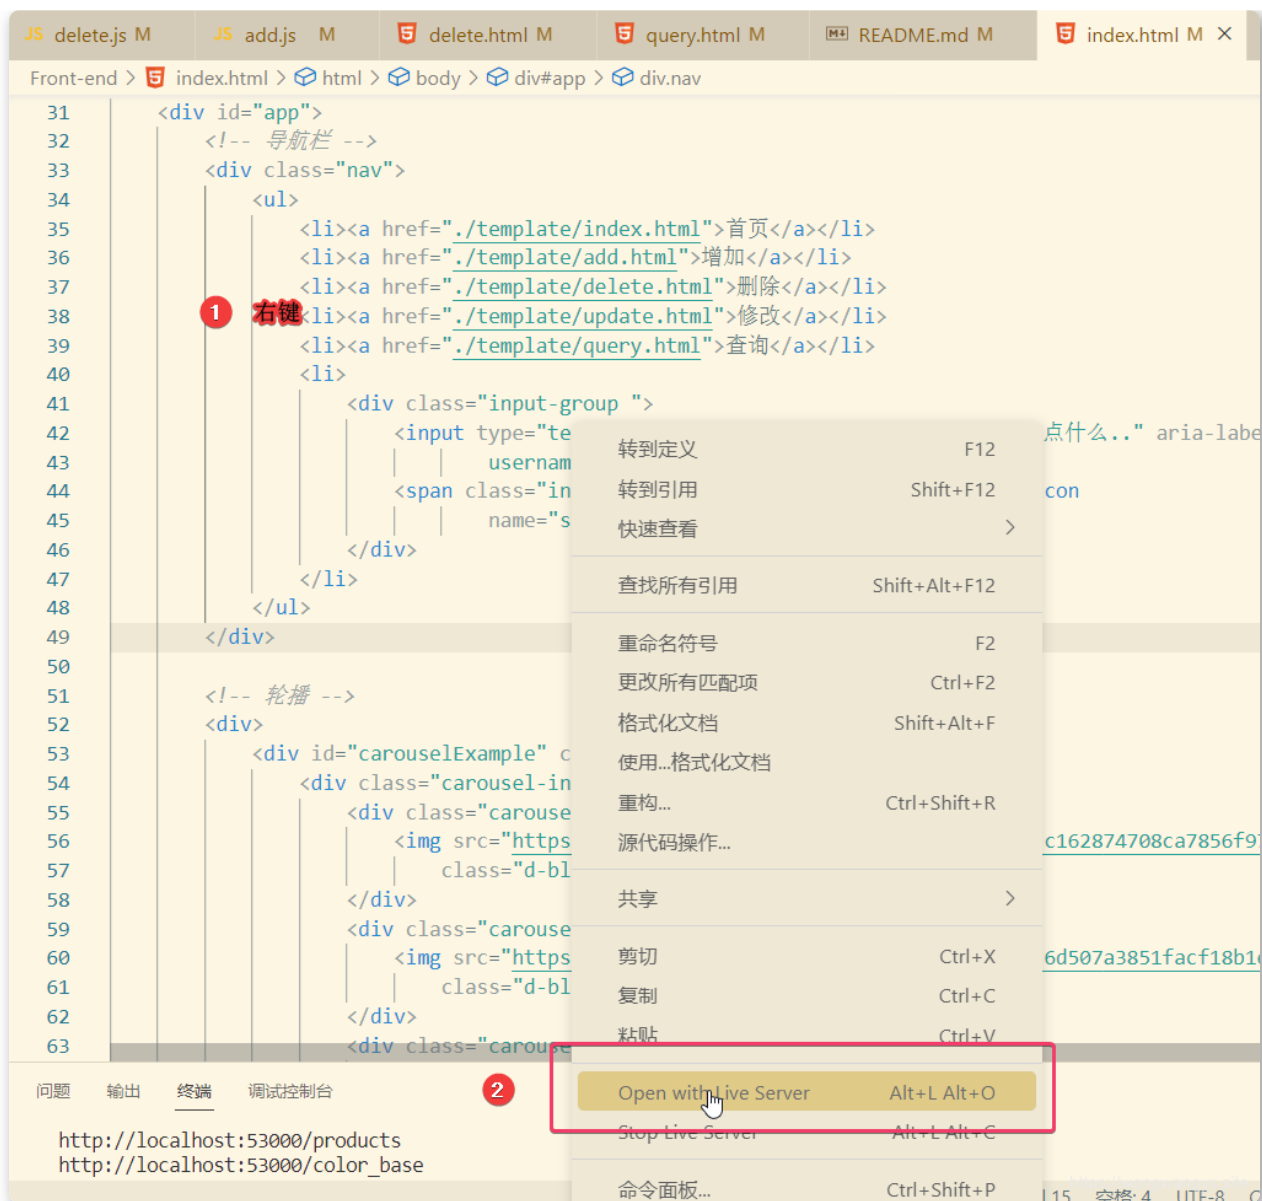 JS delete.js M JS add.js M delete.html M query.html M README.md M index.html M ×
Front-end > index.html > html > body > div#app > div.nav
31 <div id="app">
32 <!-- 导航栏 -->
33 <div class="nav">
34 <ul>
35 <li><a href="./template/index.html">首页</a></li>
36 <li><a href="./template/add.html">增加</a></li>
37 <li><a href="./template/delete.html">删除</a></li>
1 右键
38 <li><a href="./template/update.html">修改</a></li>
39 <li><a href="./template/query.html">查询</a></li>
40 <li>
41 <div class="input-group ">
42 <input type="te 点什么.." aria-labe
43 usernam
44 <span class="in con
45 name="s
46 </div>
47 </li>
48 </ul>
49 </div>
50
51 <!-- 轮播 -->
52 <div>
53 <div id="carouselExample" c
54 <div class="carousel-in
55 <div class="carouse
56 <img src="https c162874708ca7856f9
57 class="d-bl
58 </div>
59 <div class="carouse
60 <img src="https 6d507a3851facf18b1
61 class="d-bl
62 </div>
63 <div class="carouse
转到定义 F12
转到引用 Shift+F12
快速查看 >
查找所有引用 Shift+Alt+F12
重命名符号 F2
更改所有匹配项 Ctrl+F2
格式化文档 Shift+Alt+F
使用...格式化文档
重构... Ctrl+Shift+R
源代码操作...
共享 >
剪切 Ctrl+X
复制 Ctrl+C
粘贴 Ctrl+V
2
Open with Live Server Alt+L Alt+O
Stop Live Server Alt+L Alt+C
命令面板... Ctrl+Shift+P
问题 输出 终端 调试控制台
http://localhost:53000/products
http://localhost:53000/color_base
15 空格: 4 UTF-8